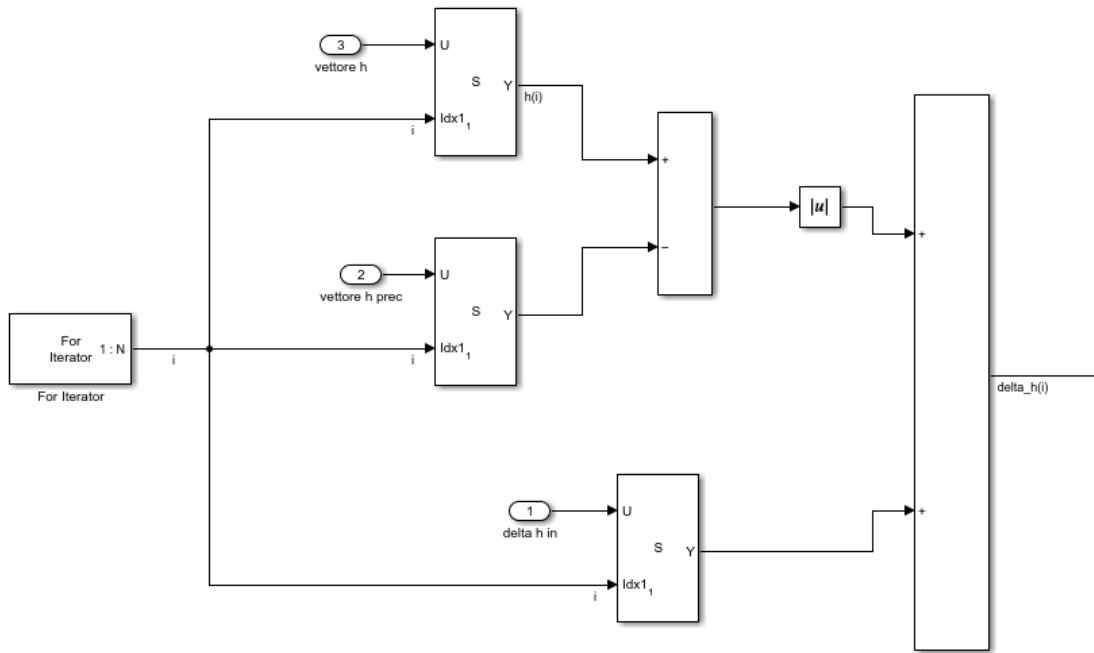 3
vettore h
U
S
Y
h(i)
Idx1 1
i
+
|u|
+
−
2
vettore h prec
U
S
Y
Idx1 1
i
For
Iterator
1 : N
i
For Iterator
delta_h(i)
1
delta h in
U
+
S
Y
Idx1 1
i